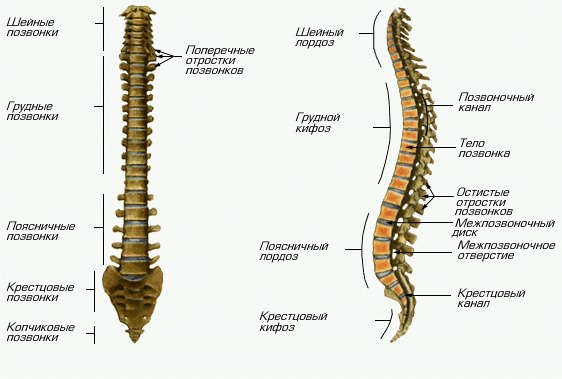 Шейные
позвонки
Поперечные
отростки
позвонков
Грудные
позвонки
Поясничные
позвонки
Крестцовые
позвонки
Копчиковые
позвонки
Шейный
лордоз
Грудной
кифоз
Позвоночный
канал
Тело
позвонка
Остистые
отростки
позвонков
Межпозвоночный
диск
Межпозвоночное
отверстие
Поясничный
лордоз
Крестцовый
канал
Крестцовый
кифоз